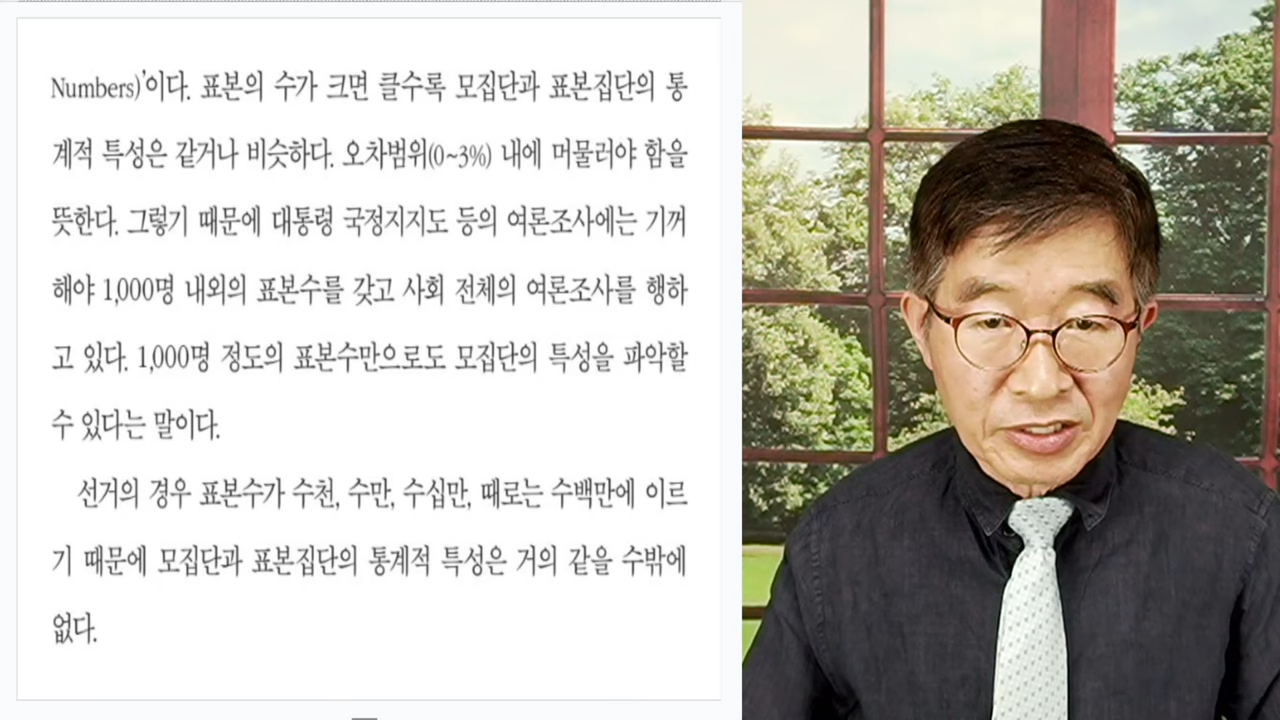 Numbers)'이다. 표본의 수가 크면 클수록 모집단과 표본집단의 통
계적 특성은 같거나 비슷하다. 오차범위(0~3%) 내에 머물러야 함을
뜻한다. 그렇기 때문에 대통령 국정지지도 등의 여론조사에는 기껏
해야 1,000명 내외의 표본수를 갖고 사회 전체의 여론조사를 행하
고 있다. 1,000명 정도의 표본수만으로도 모집단의 특성을 파악할
수 있다는 말이다.
선거의 경우 표본수가 수천, 수만, 수십만, 때로는 수백만에 이르
기 때문에 모집단과 표본집단의 통계적 특성은 거의 같을 수밖에
없다.